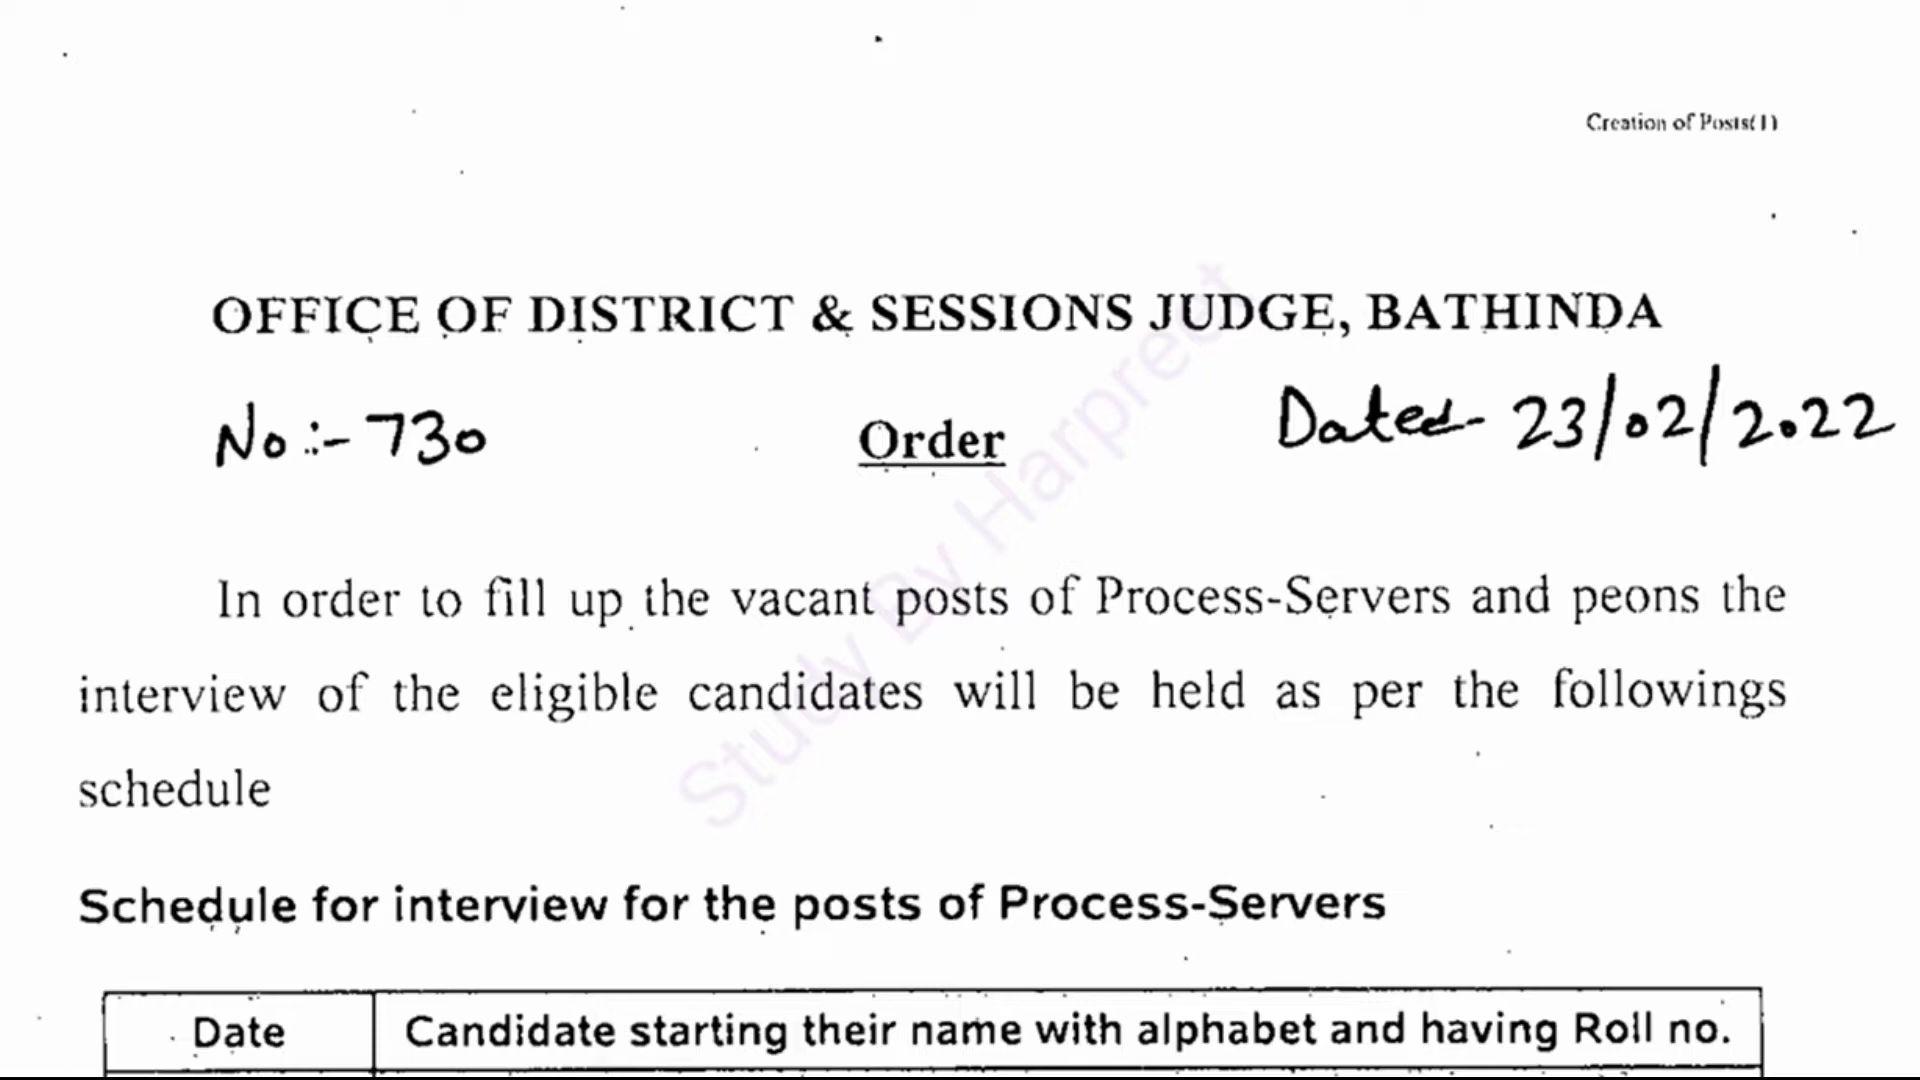 Creation of Posts(1)
OFFICE OF DISTRICT & SESSIONS JUDGE, BATHINDA
No :- 730 Order Dated- 23/02/2022
In order to fill up the vacant posts of Process-Servers and peons the
interview of the eligible candidates will be held as per the followings
schedule
Schedule for interview for the posts of Process-Servers
Date Candidate starting their name with alphabet and having Roll no.
Study By Harpreet